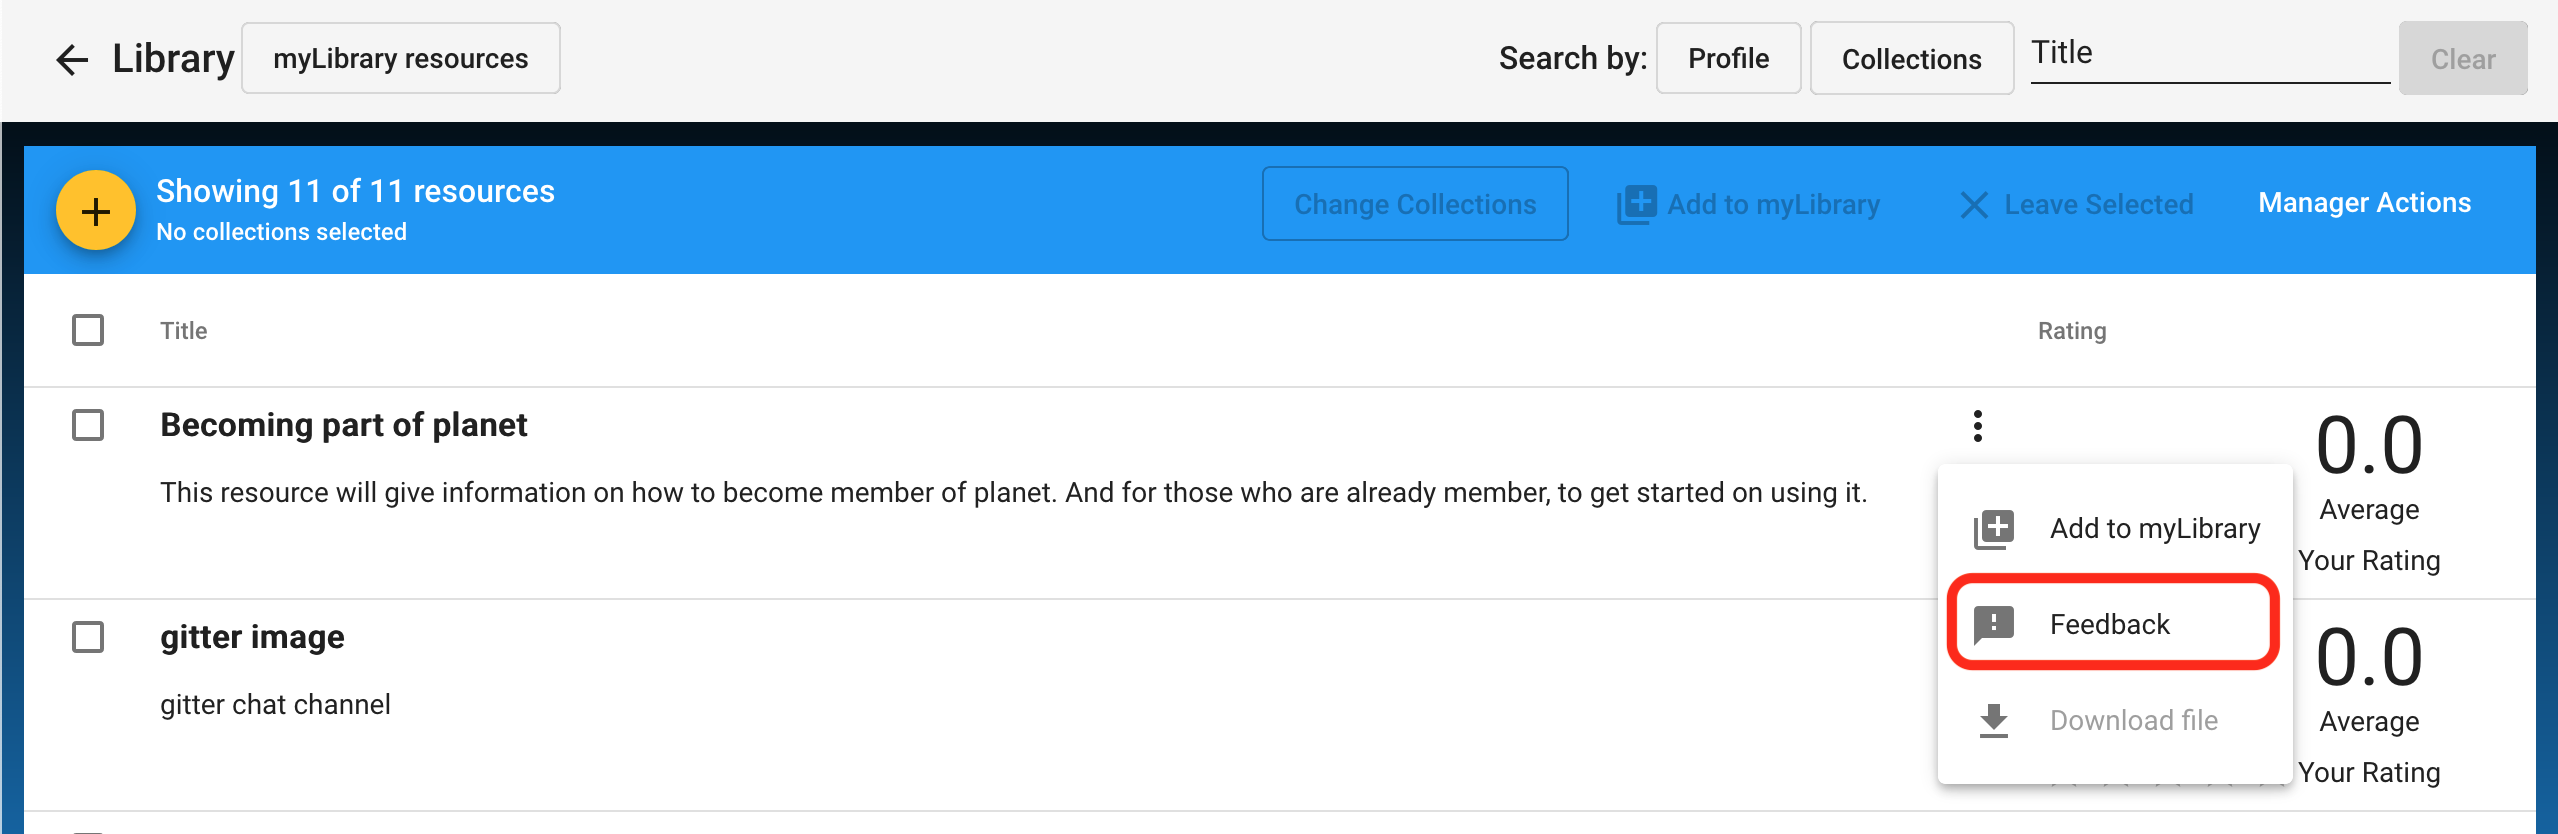 Library myLibrary resources Search by: Profile Collections Title Clear
Showing 11 of 11 resources
No collections selected
Change Collections Add to myLibrary Leave Selected Manager Actions
Title Rating
Becoming part of planet
This resource will give information on how to become member of planet. And for those who are already member, to get started on using it.
0.0
Average
Your Rating
Add to myLibrary
Feedback
Download file
gitter image
gitter chat channel
0.0
Average
Your Rating